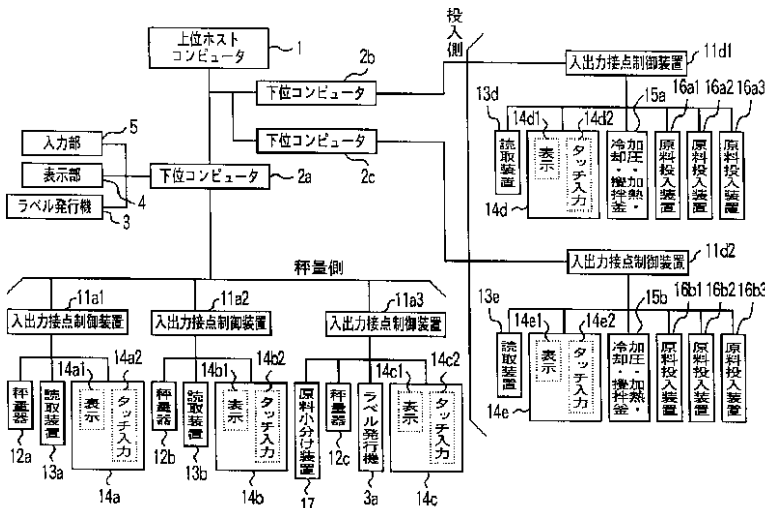 上位ホスト
コンピュータ
1
2b
下位コンピュータ
下位コンピュータ
2c
5
入力部
表示部
4
ラベル発行機
3
下位コンピュータ
2a
投入側
入出力接点制御装置
11d1
13d
読取装置
14d1
表示
14d2
タッチ入力
14d
15a
加圧・加熱・
冷却・攪拌釜
16a1
原料投入装置
16a2
原料投入装置
16a3
原料投入装置
入出力接点制御装置
11d2
13e
読取装置
14e1
表示
14e2
タッチ入力
14e
15b
加圧・加熱・
冷却・攪拌釜
16b1
原料投入装置
16b2
原料投入装置
16b3
原料投入装置
秤量側
11a1
入出力接点制御装置
秤量器
12a
読取装置
13a
14a1
表示
14a2
タッチ入力
14a
11a2
入出力接点制御装置
秤量器
12b
読取装置
13b
14b1
表示
14b2
タッチ入力
14b
11a3
入出力接点制御装置
原料小分け装置
17
秤量器
12c
ラベル発行機
3a
14c1
表示
14c2
タッチ入力
14c